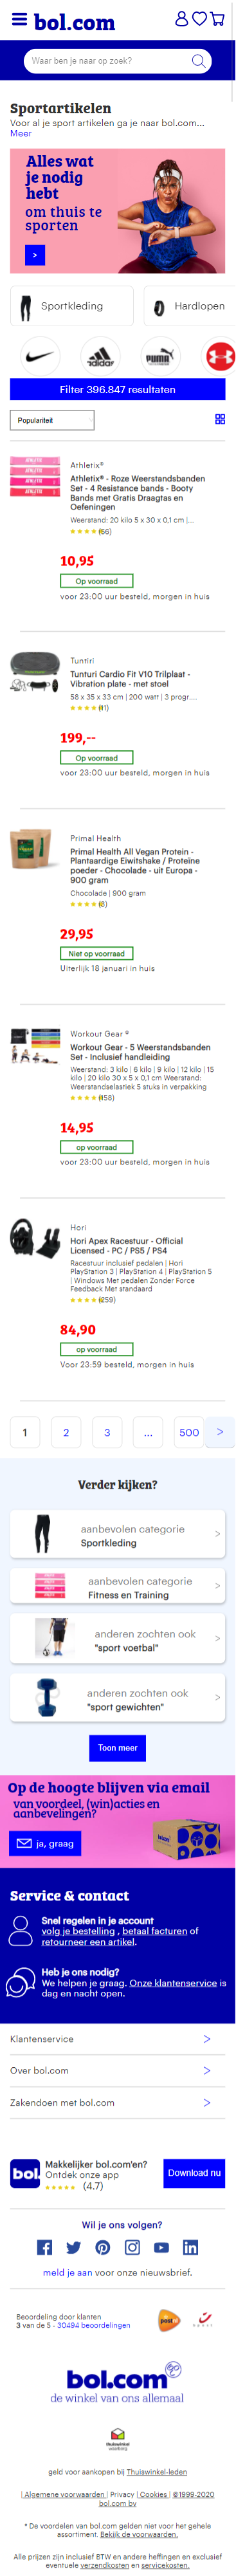 bol.com
Waar ben je naar op zoek?
Sportartikelen
Voor al je sport artikelen ga je naar bol.com...
Meer
Alles wat
je nodig
hebt
om thuis te
sporten
>
Sportkleding
Hardlopen
adidas
PUMA
Filter 396.847 resultaten
Populariteit
Athletix®
Athletix® - Roze Weerstandsbanden
Set - 4 Resistance bands - Booty
Bands met Gratis Draagtas en
Oefeningen
Weerstand: 20 kilo 5 x 30 x 0,1 cm |...
(66)
10,95
Op voorraad
voor 23:00 uur besteld, morgen in huis
Tuntiri
Tunturi Cardio Fit V10 Trilplaat -
Vibration plate - met stoel
58 x 35 x 33 cm | 200 watt | 3 progr....
(11)
199,--
Op voorraad
voor 23:00 uur besteld, morgen in huis
Primal Health
Primal Health All Vegan Protein -
Plantaardige Eiwitshake / Proteïne
poeder - Chocolade - uit Europa -
900 gram
Chocolade | 900 gram
(8)
29,95
Niet op voorraad
Uiterlijk 18 januari in huis
Workout Gear ®
Workout Gear - 5 Weerstandsbanden
Set - Inclusief handleiding
Weerstand: 3 kilo | 6 kilo | 9 kilo | 12 kilo | 15
kilo | 20 kilo 30 x 5 x 0,1 cm Weerstand:
Weerstandselastiek 5 stuks in verpakking
(158)
14,95
op voorraad
voor 23:00 uur besteld, morgen in huis
Hori
Hori Apex Racestuur - Official
Licensed - PC / PS5 / PS4
Racestuur inclusief pedalen | Hori
PlayStation 3 | PlayStation 4 | PlayStation 5
| Windows Met pedalen Zonder Force
Feedback Met standaard
(259)
84,90
op voorraad
Voor 23:59 besteld, morgen in huis
1 2 3 ... 500 >
Verder kijken?
aanbevolen categorie
Sportkleding
>
aanbevolen categorie
Fitness en Training
>
anderen zochten ook
"sport voetbal"
>
anderen zochten ook
"sport gewichten"
>
Toon meer
Op de hoogte blijven via email
van voordeel, (win)acties en
aanbevelingen?
ja, graag
Service & contact
Snel regelen in je account
volg je bestelling , betaal facturen of
retourneer een artikel.
Heb je ons nodig?
We helpen je graag. Onze klantenservice is
dag en nacht open.
Klantenservice >
Over bol.com >
Zakendoen met bol.com >
bol.
Makkelijker bol.com'en?
Ontdek onze app
(4.7)
Download nu
Wil je ons volgen?
meld je aan voor onze nieuwsbrief.
Beordeling door klanten
3 van de 5 - 30494 beoordelingen
bol.com
de winkel van ons allemaal
Thuiswinkel
waarborg
geld voor aankopen bij Thuiswinkel-leden
| Algemene voorwaarden | Privacy | Cookies | ©1999-2020
bol.com bv
* De voordelen van bol.com gelden niet voor het gehele
assortiment. Bekijk de voorwaarden.
Alle prijzen zijn inclusief BTW en andere heffingen en exclusief
eventuele verzendkosten en servicekosten.